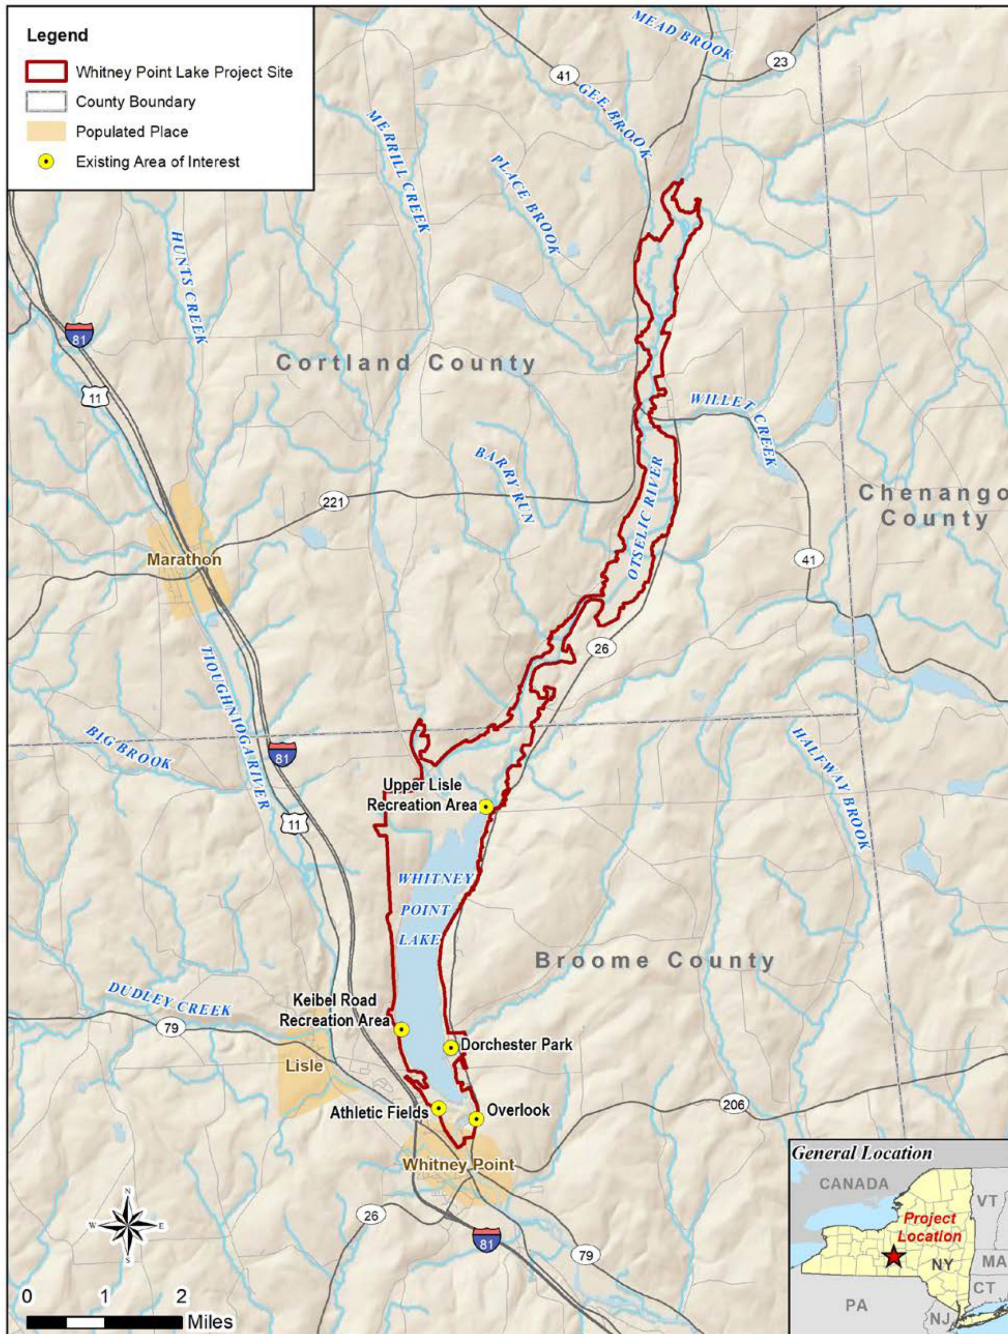 Legend
Whitney Point Lake Project Site
County Boundary
Populated Place
Existing Area of Interest
MEAD BROOK
23
41
GEE BROOK
MERRILL CREEK
PLACE BROOK
HUNTS CREEK
81
11
Cortland County
WILLET CREEK
BARRY RUN
OTSELIC RIVER
221
Chenango
County
Marathon
41
26
TIOUGHNIOGA RIVER
BIG BROOK
81
HALFWAY BROOK
Upper Lisle
Recreation Area
11
WHITNEY
POINT
LAKE
Broome County
DUDLEY CREEK
79
Keibel Road
Recreation Area
Dorchester Park
Lisle
Athletic Fields
Overlook
206
Whitney Point
26
81
79
N
W
E
S
0 1 2
Miles
General Location
CANADA
VT
Project
Location
NY
MA
CT
PA
NJ